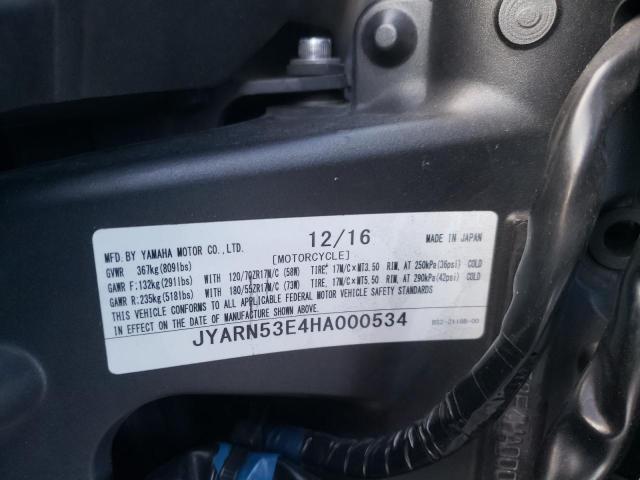 MFD.BY YAMAHA MOTOR CO.,LTD. 12/16 MADE IN JAPAN
[MOTORCYCLE]
GVWR 367kg(809lbs)
GAWR F:132kg(291lbs) WITH 120/70ZR17M/C (58W) TIRE, 17M/C×MT3.50 RIM, AT 250kPa(36psi) COLD
GAWR R:235kg(518lbs) WITH 180/55ZR17M/C (73W) TIRE, 17M/C×MT5.50 RIM, AT 290kPa(42psi) COLD
THIS VEHICLE CONFORMS TO ALL APPLICABLE FEDERAL MOTOR VEHICLE SAFETY STANDARDS
IN EFFECT ON THE DATE OF MANUFACTURE SHOWN ABOVE.
JYARN53E4HA000534